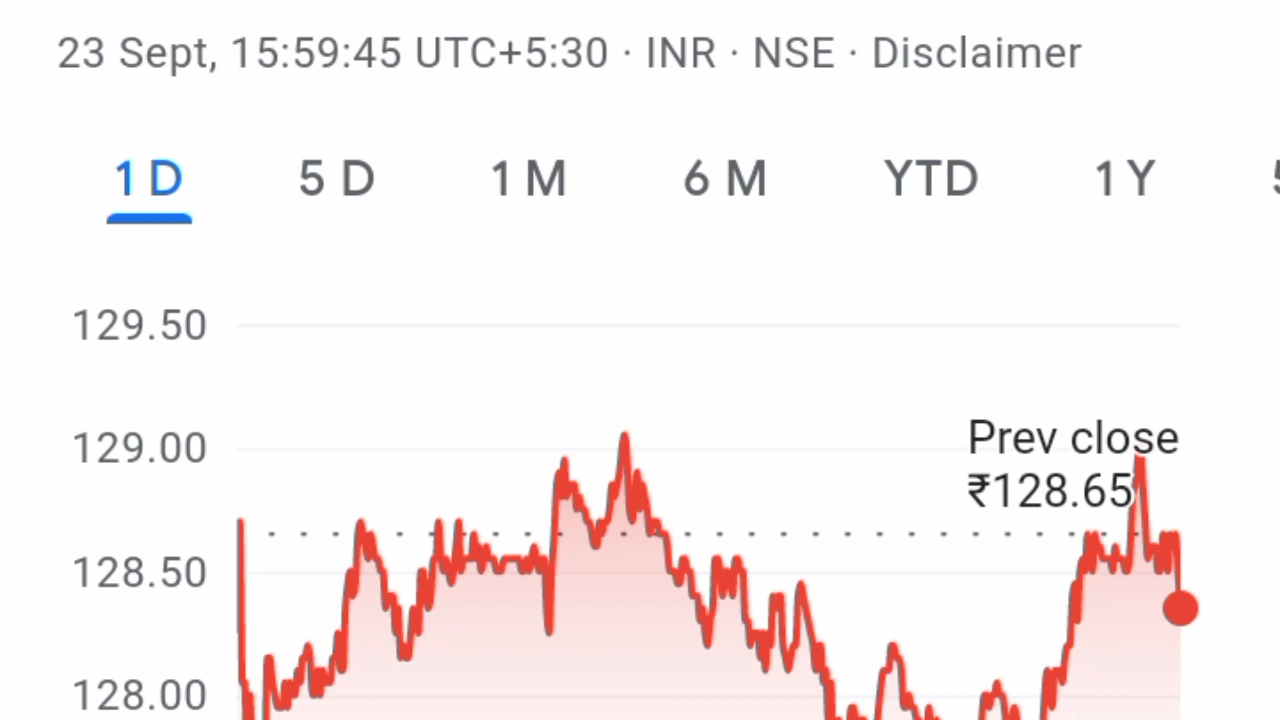 23 Sept, 15:59:45 UTC+5:30 · INR · NSE · Disclaimer
1 D 5 D 1 M 6 M YTD 1 Y
129.50
129.00
Prev close
₹128.65
128.50
128.00